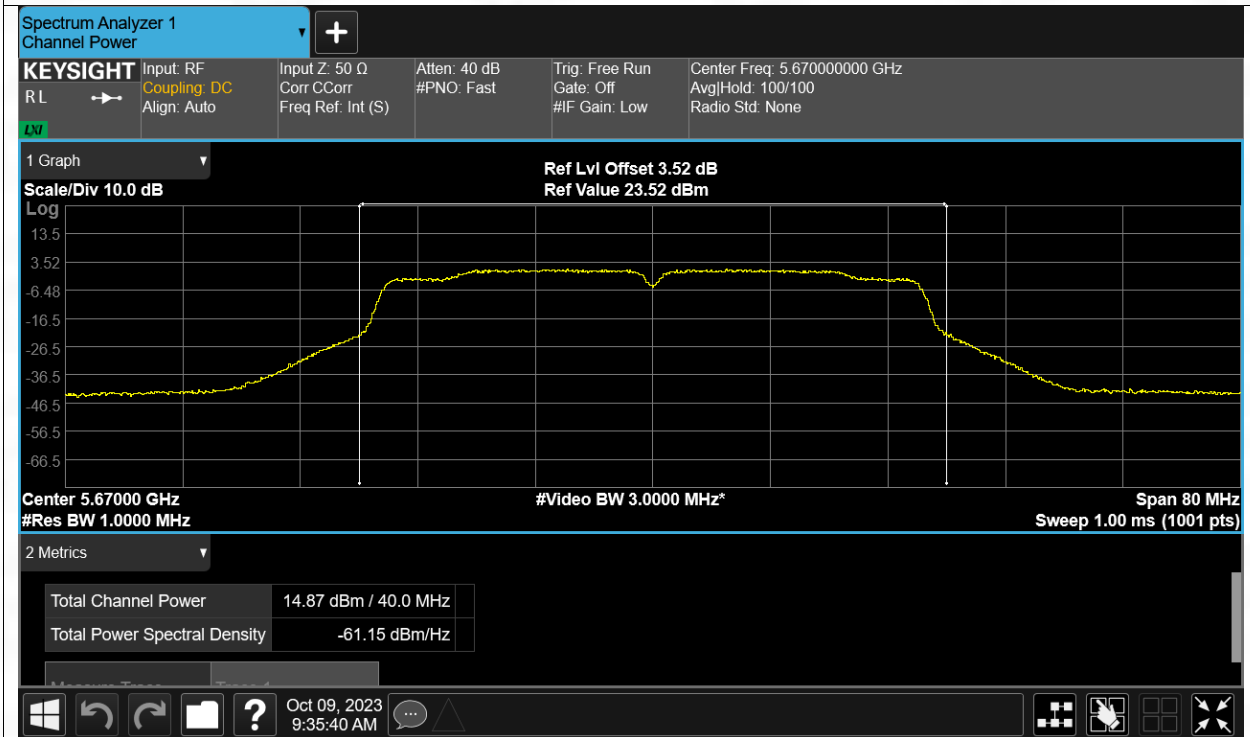 Spectrum Analyzer 1
Channel Power
KEYSIGHT
R L
LXI
Input: RF
Coupling: DC
Align: Auto
Input Z: 50 Ω
Corr CCorr
Freq Ref: Int (S)
Atten: 40 dB
#PNO: Fast
Trig: Free Run
Gate: Off
#IF Gain: Low
Center Freq: 5.670000000 GHz
Avg|Hold: 100/100
Radio Std: None
1 Graph
Scale/Div 10.0 dB
Ref Lvl Offset 3.52 dB
Ref Value 23.52 dBm
Log
13.5
3.52
-6.48
-16.5
-26.5
-36.5
-46.5
-56.5
-66.5
Center 5.67000 GHz
#Res BW 1.0000 MHz
#Video BW 3.0000 MHz*
Span 80 MHz
Sweep 1.00 ms (1001 pts)
2 Metrics
Total Channel Power 14.87 dBm / 40.0 MHz
Total Power Spectral Density -61.15 dBm/Hz
Measure Trace Trace 1
?
Oct 09, 2023
9:35:40 AM